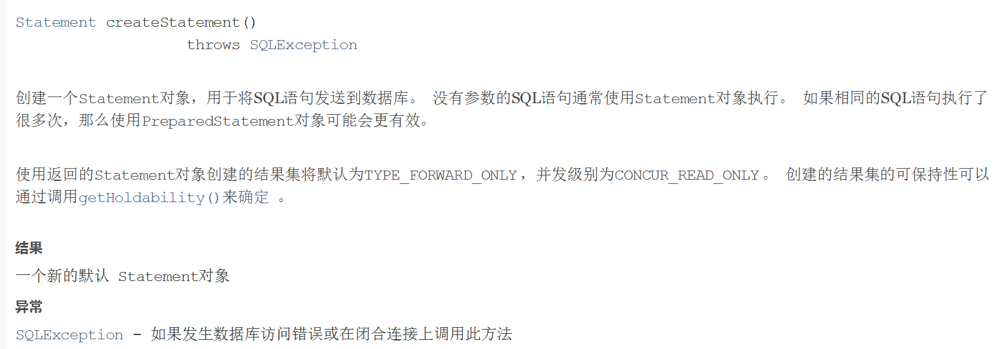 Statement createStatement()
throws SQLException
创建一个Statement对象，用于将SQL语句发送到数据库。 没有参数的SQL语句通常使用Statement对象执行。 如果相同的SQL语句执行了
很多次，那么使用PreparedStatement对象可能会更有效。
使用返回的Statement对象创建的结果集将默认为TYPE_FORWARD_ONLY ，并发级别为CONCUR_READ_ONLY 。 创建的结果集的可保持性可以
通过调用getHoldability()来确定 。
结果
一个新的默认 Statement对象
异常
SQLException - 如果发生数据库访问错误或在闭合连接上调用此方法